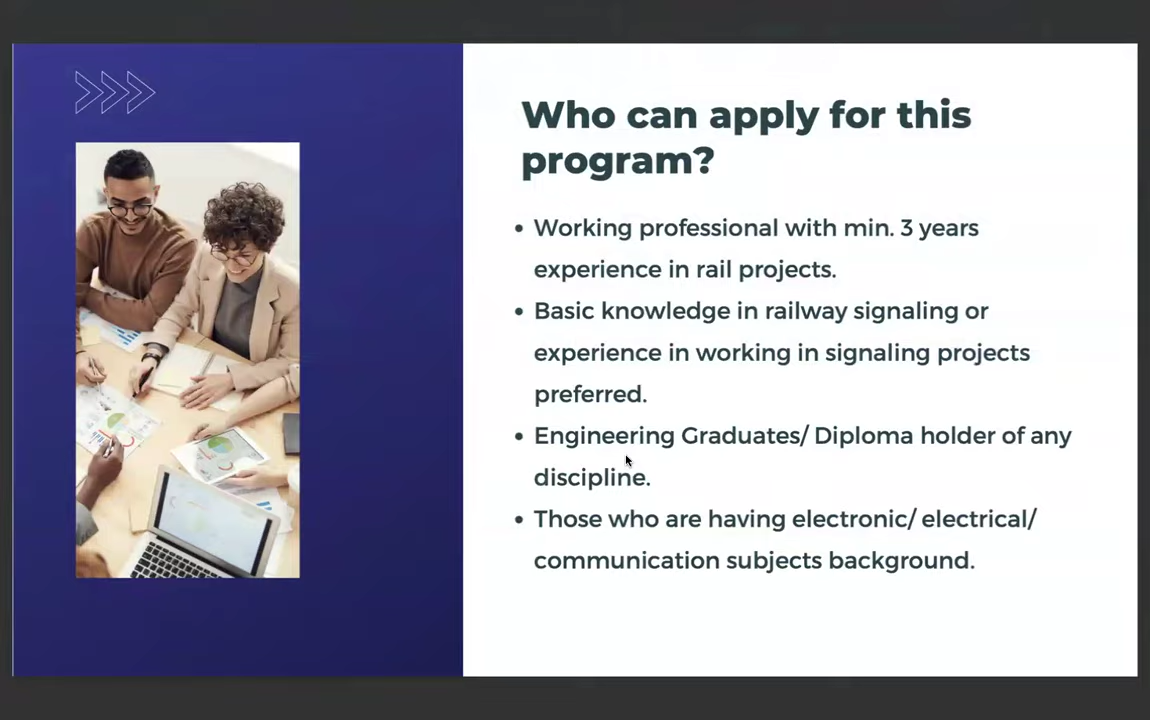 Who can apply for this
program?
• Working professional with min. 3 years
experience in rail projects.
• Basic knowledge in railway signaling or
experience in working in signaling projects
preferred.
• Engineering Graduates/ Diploma holder of any
discipline.
• Those who are having electronic/ electrical/
communication subjects background.